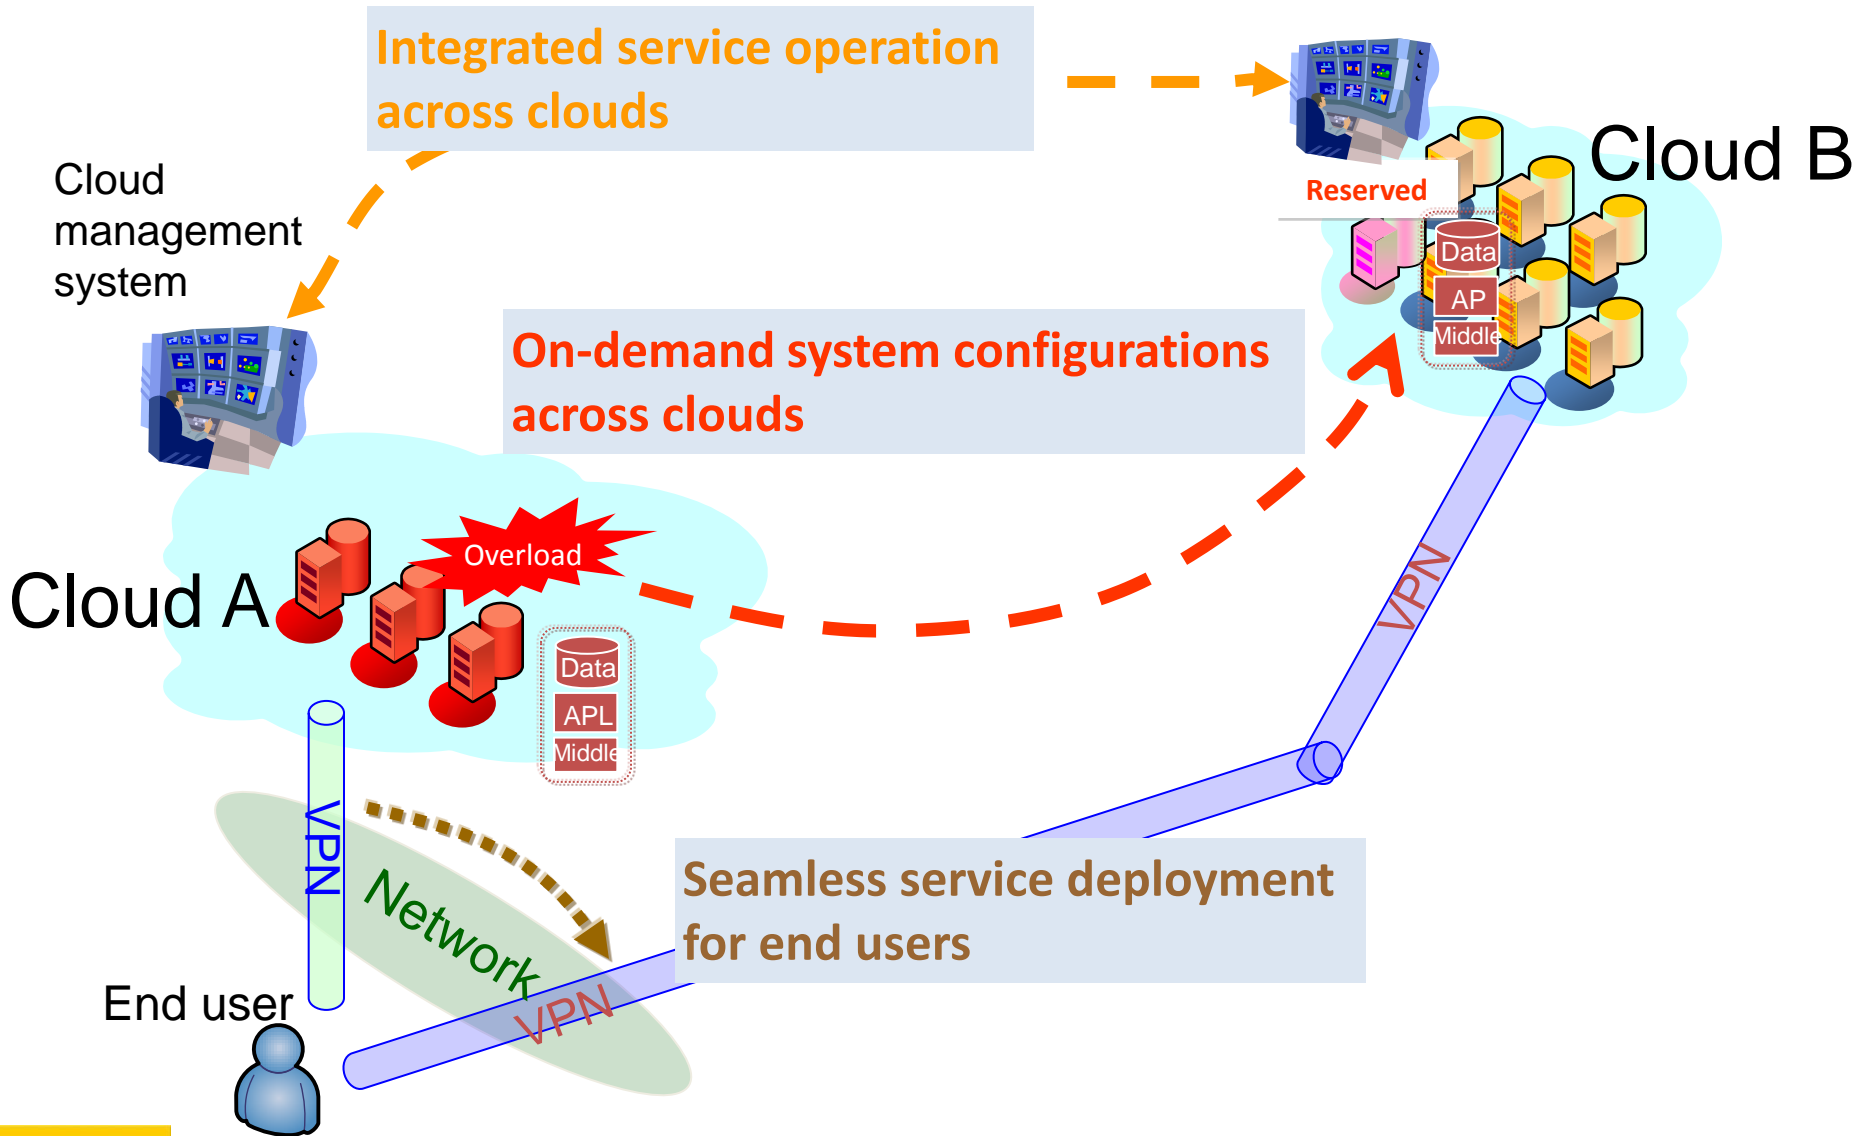 Integrated service operation
across clouds
Cloud B
Reserved
Cloud
management
system
Data
AP
Middle
On-demand system configurations
across clouds
Overload
Cloud A
VPN
Data
APL
Middle
VPN
Network
Seamless service deployment
for end users
VPN
End user